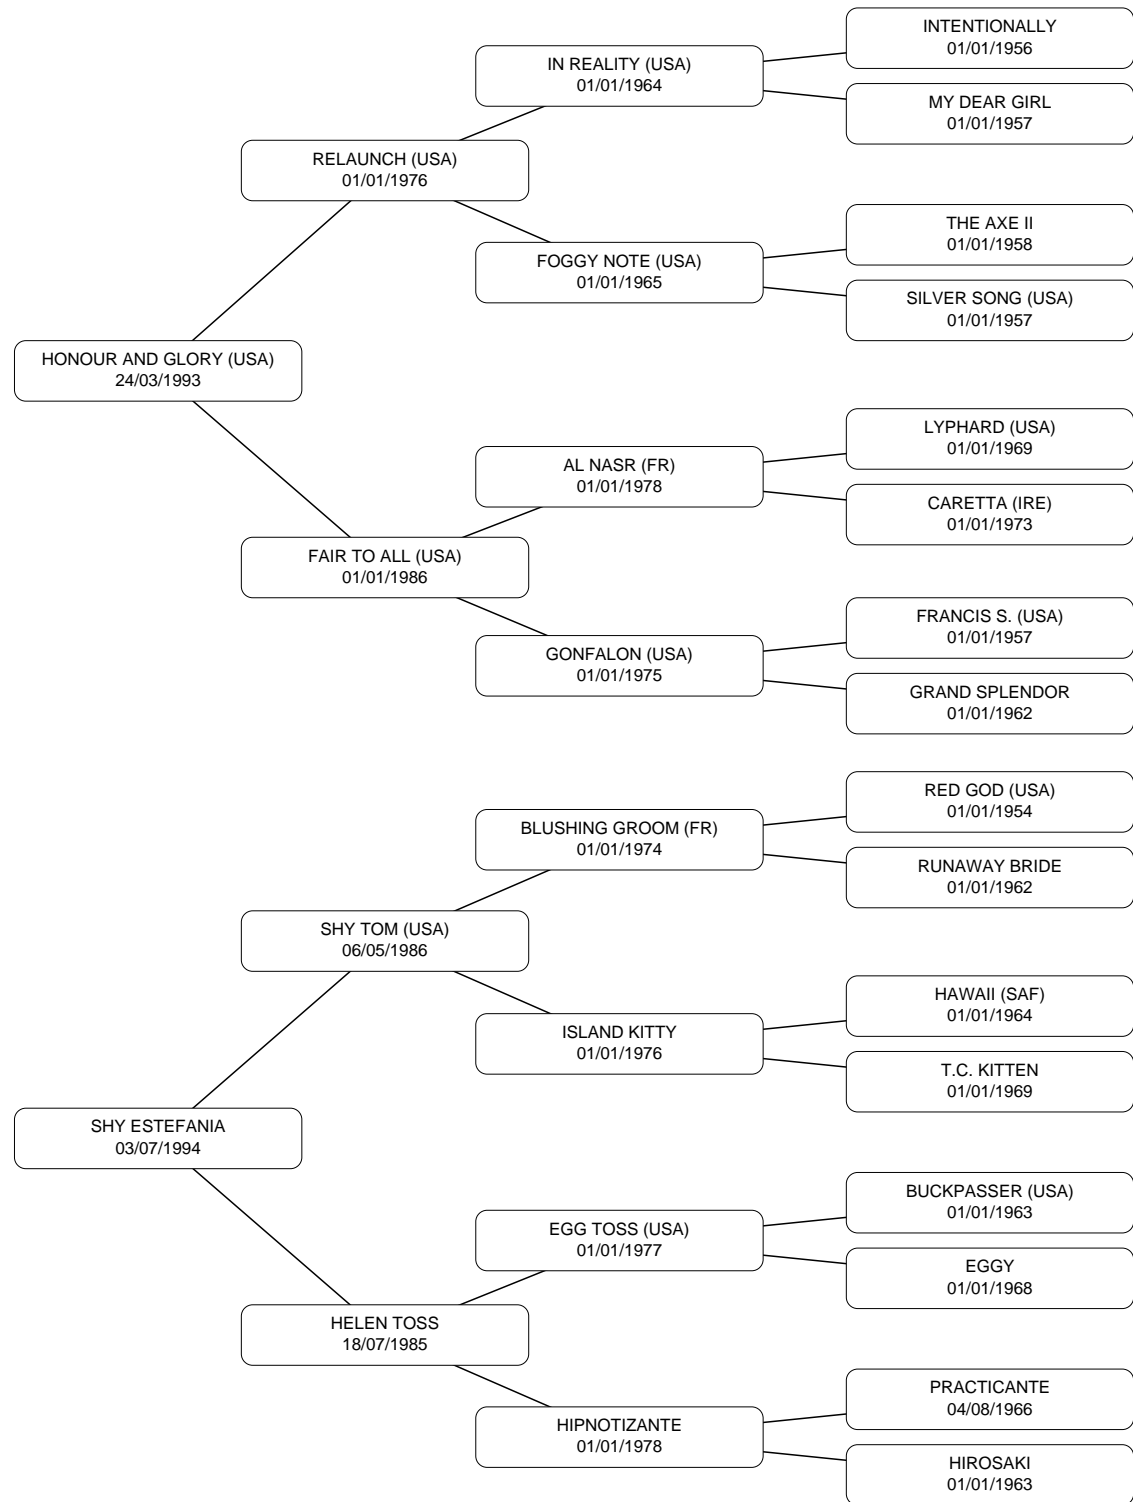 INTENTIONALLY
01/01/1956
IN REALITY (USA)
01/01/1964
MY DEAR GIRL
01/01/1957
RELAUNCH (USA)
01/01/1976
THE AXE II
01/01/1958
FOGGY NOTE (USA)
01/01/1965
SILVER SONG (USA)
01/01/1957
HONOUR AND GLORY (USA)
24/03/1993
LYPHARD (USA)
01/01/1969
AL NASR (FR)
01/01/1978
CARETTA (IRE)
01/01/1973
FAIR TO ALL (USA)
01/01/1986
FRANCIS S. (USA)
01/01/1957
GONFALON (USA)
01/01/1975
GRAND SPLENDOR
01/01/1962
RED GOD (USA)
01/01/1954
BLUSHING GROOM (FR)
01/01/1974
RUNAWAY BRIDE
01/01/1962
SHY TOM (USA)
06/05/1986
HAWAII (SAF)
01/01/1964
ISLAND KITTY
01/01/1976
T.C. KITTEN
01/01/1969
SHY ESTEFANIA
03/07/1994
BUCKPASSER (USA)
01/01/1963
EGG TOSS (USA)
01/01/1977
EGGY
01/01/1968
HELEN TOSS
18/07/1985
PRACTICANTE
04/08/1966
HIPNOTIZANTE
01/01/1978
HIROSAKI
01/01/1963